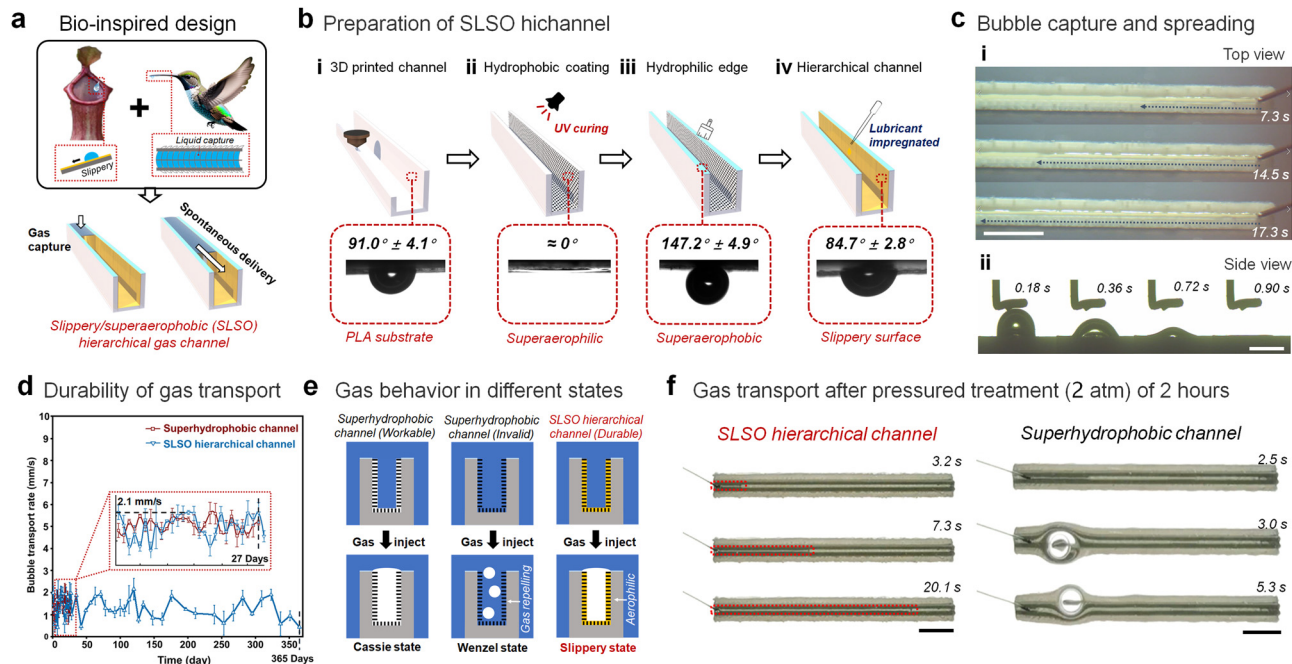 a Bio-inspired design
Slippery
Liquid capture
Gas
capture
Spontaneous delivery
Slippery/superaerophobic (SLSO)
hierarchical gas channel
b Preparation of SLSO hichannel
i 3D printed channel
ii Hydrophobic coating
iii Hydrophilic edge
iv Hierarchical channel
UV curing
Lubricant
impregnated
91.0° ± 4.1°
≈ 0°
147.2° ± 4.9°
84.7° ± 2.8°
PLA substrate
Superaerophilic
Superaerophobic
Slippery surface
c Bubble capture and spreading
i Top view
7.3 s
14.5 s
17.3 s
ii Side view
0.18 s
0.36 s
0.72 s
0.90 s
d Durability of gas transport
Bubble transport rate (mm/s)
10
9
8
7
6
5
4
3
2
1
0
Superhydrophobic channel
SLSO hierarchical channel
2.1 mm/s
27 Days
0 50 100 150 200 250 300 350
Time (day)
365 Days
e Gas behavior in different states
Superhydrophobic
channel (Workable)
Superhydrophobic
channel (Invalid)
SLSO hierarchical
channel (Durable)
Gas inject
Gas inject
Gas inject
Gas repelling
Aerophilic
Cassie state
Wenzel state
Slippery state
f Gas transport after pressured treatment (2 atm) of 2 hours
SLSO hierarchical channel
3.2 s
7.3 s
20.1 s
Superhydrophobic channel
2.5 s
3.0 s
5.3 s